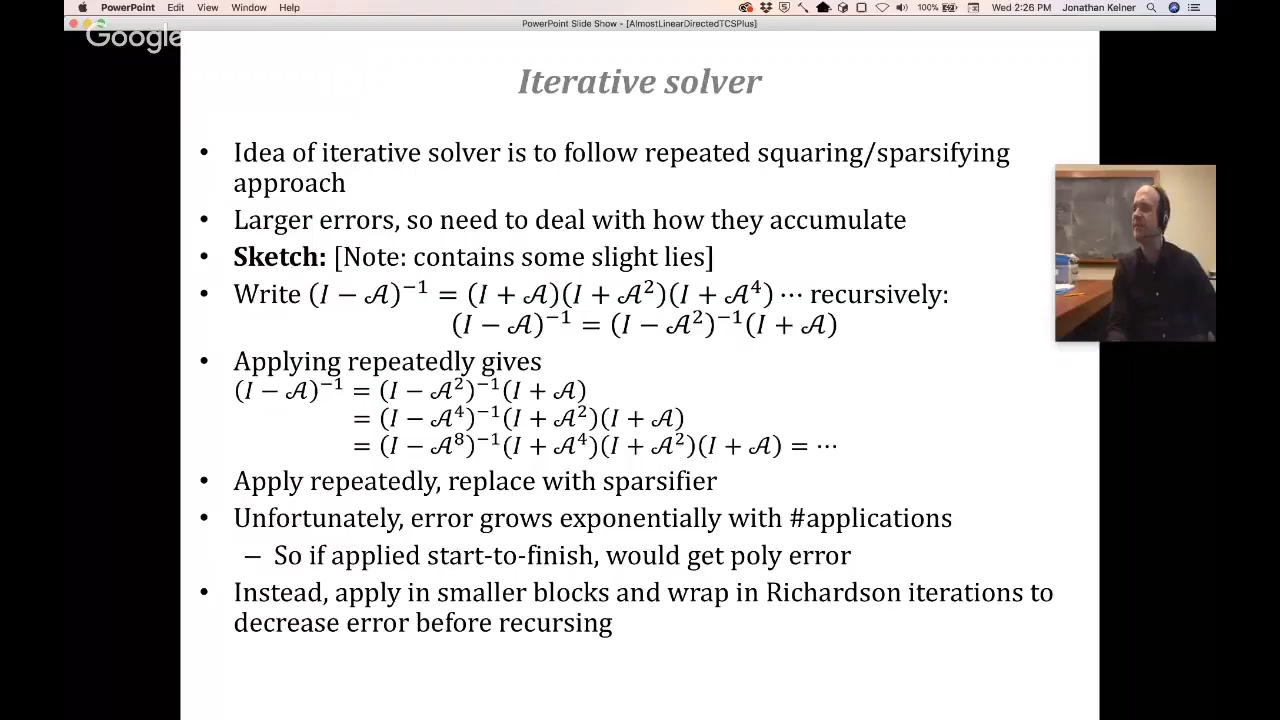 PowerPoint Edit View Window Help 100% Wed 2:26 PM Jonathan Kelner
PowerPoint Slide Show - [AlmostLinearDirectedTCSPlus]
Google
Iterative solver
• Idea of iterative solver is to follow repeated squaring/sparsifying
approach
• Larger errors, so need to deal with how they accumulate
• Sketch: [Note: contains some slight lies]
• Write (I − 𝒜)⁻¹ = (I + 𝒜)(I + 𝒜²)(I + 𝒜⁴) ⋯ recursively:
(I − 𝒜)⁻¹ = (I − 𝒜²)⁻¹(I + 𝒜)
• Applying repeatedly gives
(I − 𝒜)⁻¹ = (I − 𝒜²)⁻¹(I + 𝒜)
= (I − 𝒜⁴)⁻¹(I + 𝒜²)(I + 𝒜)
= (I − 𝒜⁸)⁻¹(I + 𝒜⁴)(I + 𝒜²)(I + 𝒜) = ⋯
• Apply repeatedly, replace with sparsifier
• Unfortunately, error grows exponentially with #applications
– So if applied start-to-finish, would get poly error
• Instead, apply in smaller blocks and wrap in Richardson iterations to
decrease error before recursing